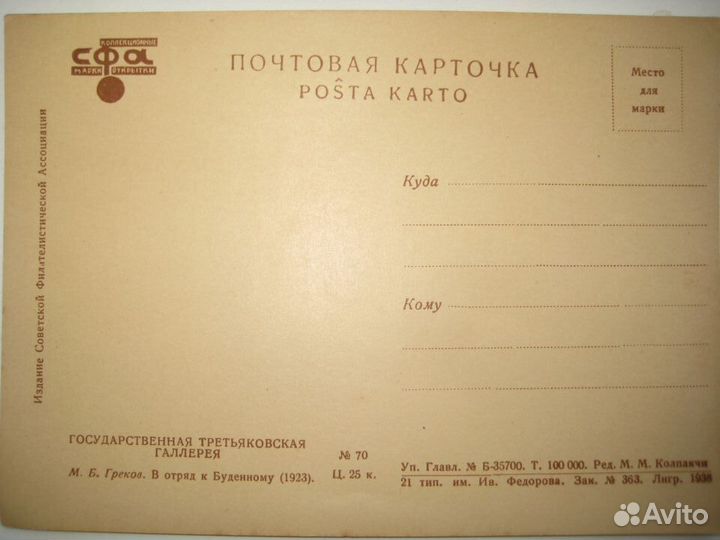 КОЛЛЕКЦИОННЫЕ
СФА
МАРКИ ОТКРЫТКИ
ПОЧТОВАЯ КАРТОЧКА
POŜTA KARTO
Место
для
марки
Издание Советской Филателистической Ассоциации
Куда
Кому
ГОСУДАРСТВЕННАЯ ТРЕТЬЯКОВСКАЯ
ГАЛЛЕРЕЯ
№ 70
М. Б. Греков. В отряд к Буденному (1923).
Ц. 25 к.
Уп. Главл. № Б-35700. Т. 100 000. Ред. М. М. Колпакчи
21 тип. им. Ив. Федорова. Зак. № 363. Лнгр. 1938
Avito